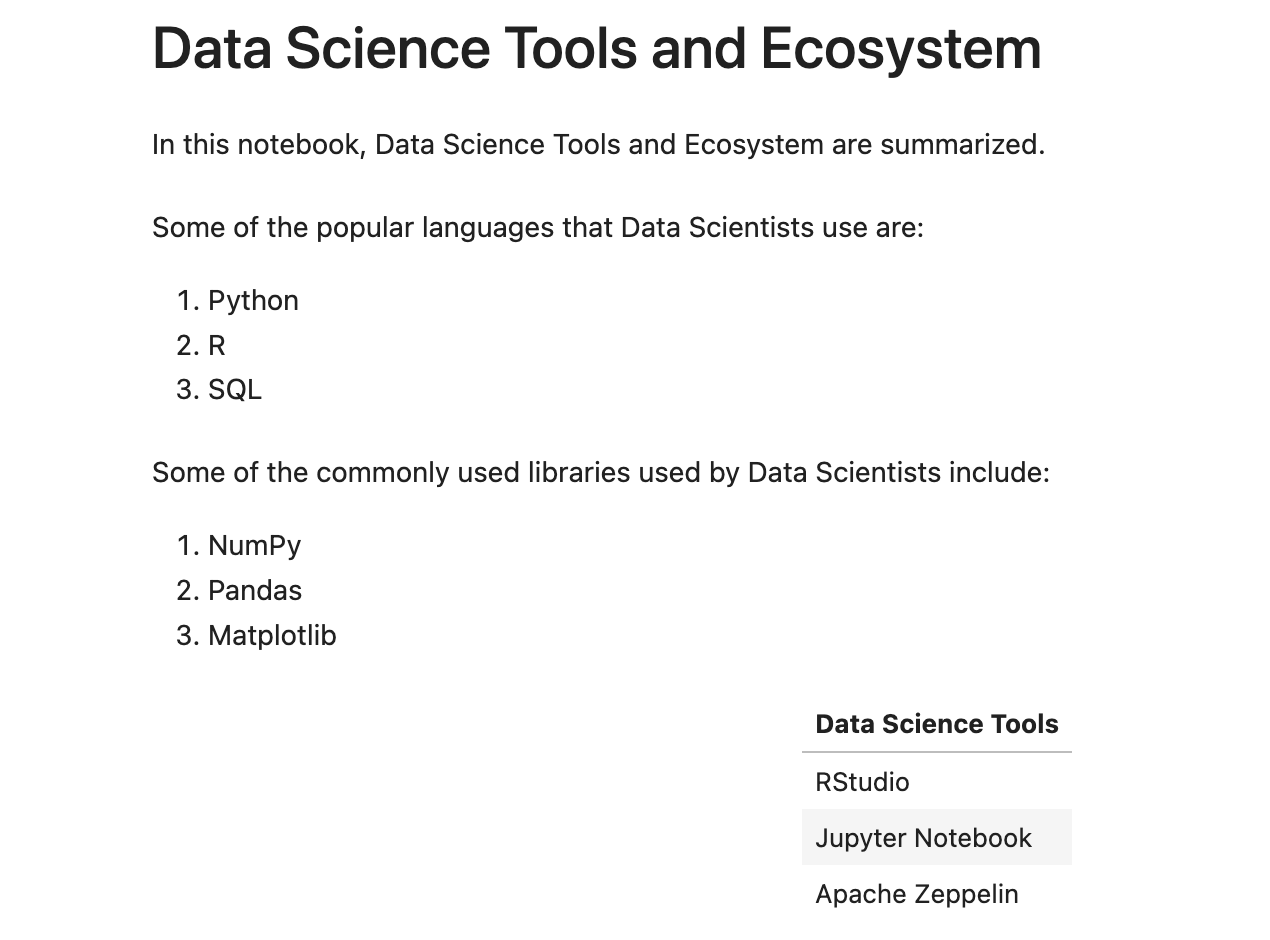 Data Science Tools and Ecosystem
In this notebook, Data Science Tools and Ecosystem are summarized.
Some of the popular languages that Data Scientists use are:
1. Python
2. R
3. SQL
Some of the commonly used libraries used by Data Scientists include:
1. NumPy
2. Pandas
3. Matplotlib
Data Science Tools
RStudio
Jupyter Notebook
Apache Zeppelin